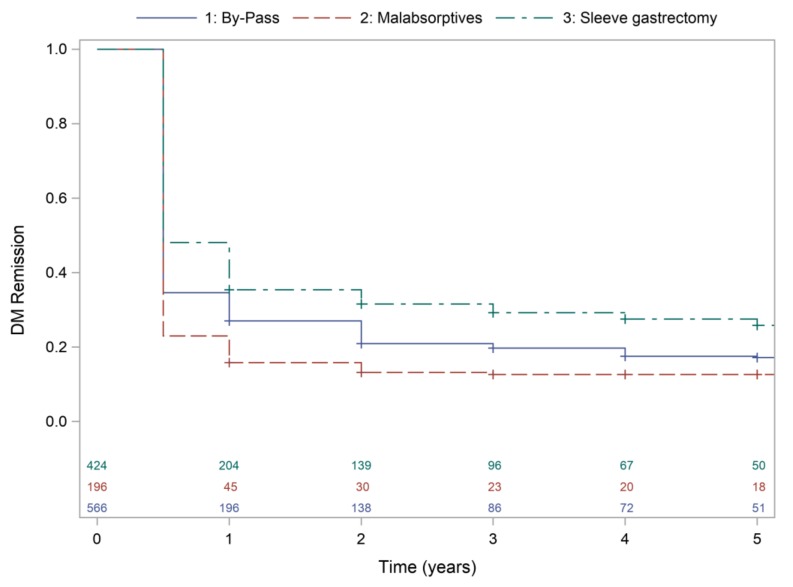 1: By-Pass 2: Malabsorptives 3: Sleeve gastrectomy
1.0
0.8
0.6
0.4
0.2
0.0
DM Remission
424 204 139 96 67 50
196 45 30 23 20 18
566 196 138 86 72 51
0 1 2 3 4 5
Time (years)